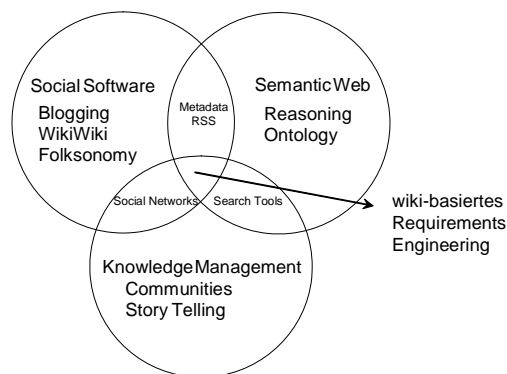 Social Software
Blogging
WikiWiki
Folksonomy
Metadata
RSS
Semantic Web
Reasoning
Ontology
Social Networks
Search Tools
wiki-basiertes
Requirements
Engineering
Knowledge Management
Communities
Story Telling